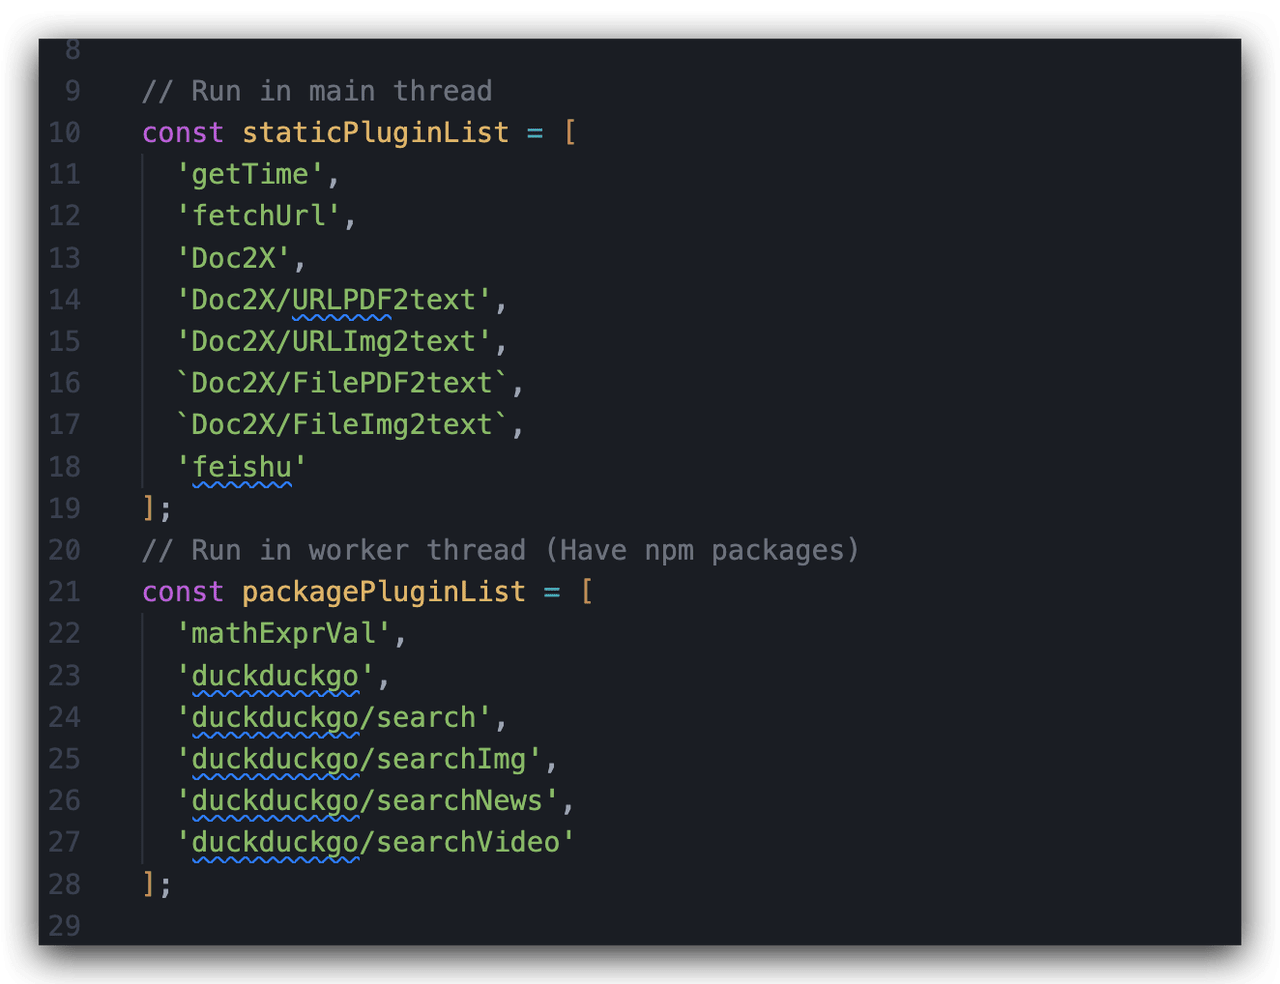 8
9 // Run in main thread
10 const staticPluginList = [
11 'getTime',
12 'fetchUrl',
13 'Doc2X',
14 'Doc2X/URLPDF2text',
15 'Doc2X/URLImg2text',
16 `Doc2X/FilePDF2text`,
17 `Doc2X/FileImg2text`,
18 'feishu'
19 ];
20 // Run in worker thread (Have npm packages)
21 const packagePluginList = [
22 'mathExprVal',
23 'duckduckgo',
24 'duckduckgo/search',
25 'duckduckgo/searchImg',
26 'duckduckgo/searchNews',
27 'duckduckgo/searchVideo'
28 ];
29